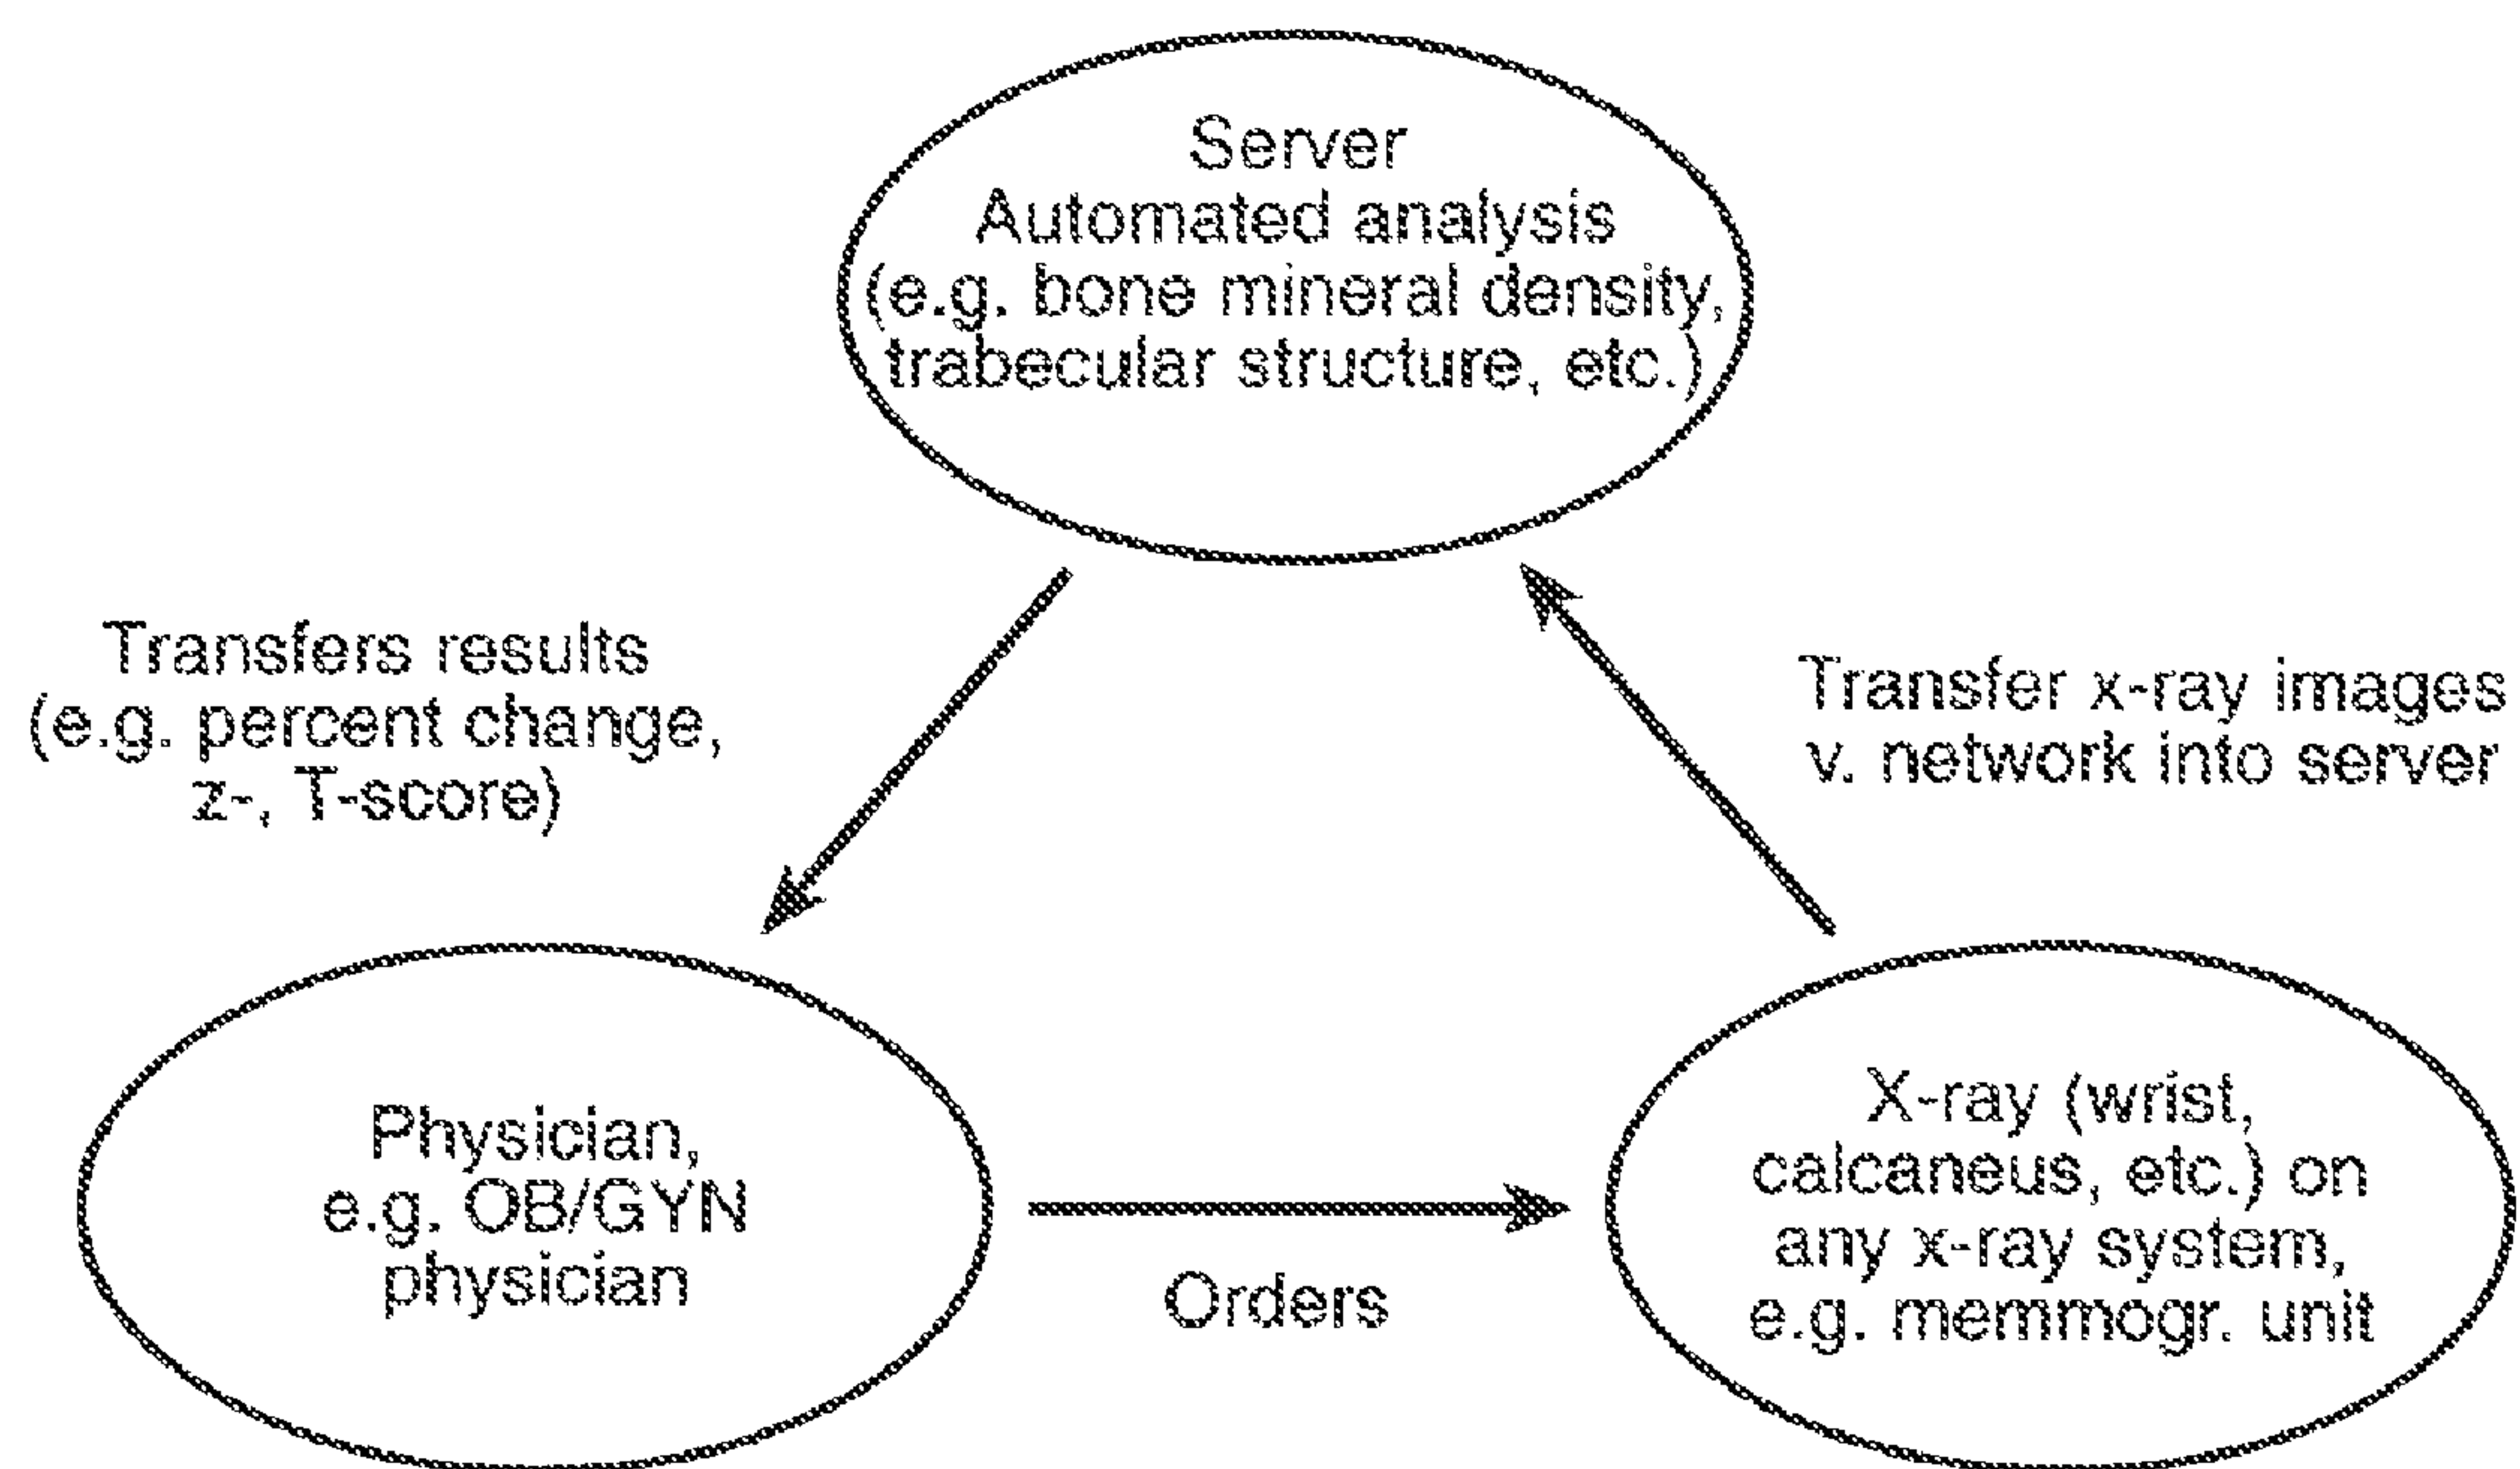 Server
Automated analysis
(e.g. bone mineral density,
trabecular structure, etc.)
Transfers results
(e.g. percent change,
z-, T-score)
Transfer x-ray images
v. network into server
Physician,
e.g. OB/GYN
physician
Orders
X-ray (wrist,
calcaneus, etc.) on
any x-ray system,
e.g. memmogr. unit